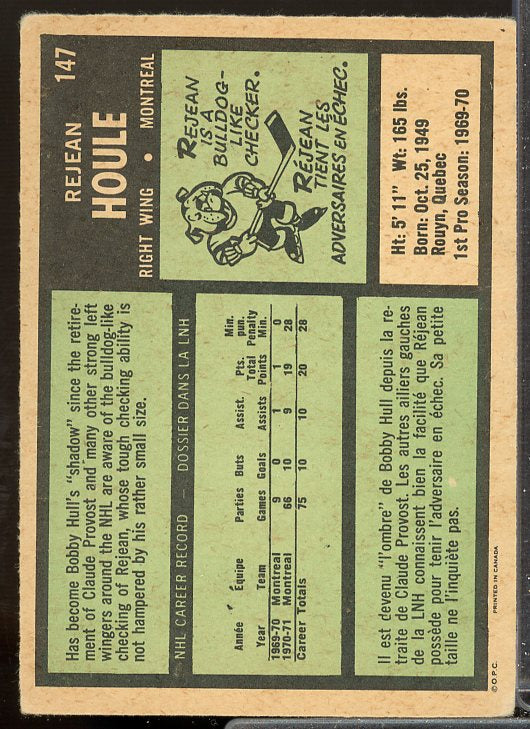 147
REJEAN
HOULE
RIGHT WING • MONTREAL
REJEAN
IS A
BULLDOG-
LIKE
CHECKER.
RÉJEAN
TIENT LES
ADVERSAIRES EN ÉCHEC.
Ht: 5' 11" Wt: 165 lbs.
Born: Oct. 25, 1949
Rouyn, Quebec
1st Pro Season: 1969-70
Has become Bobby Hull's "shadow" since the retire-
ment of Claude Provost and many other strong left
wingers around the NHL are aware of the bulldog-like
checking of Rejean, whose tough checking ability is
not hampered by his rather small size.
NHL CAREER RECORD — DOSSIER DANS LA LNH
Année Équipe Parties Buts Assist. Pts. Min. pun.
Year Team Games Goals Assists Total Points Penalty Min.
1969-70 Montreal 9 0 1 1 0
1970-71 Montreal 66 10 9 19 28
Career Totals 75 10 10 20 28
Il est devenu "l'ombre" de Bobby Hull depuis la re-
traite de Claude Provost. Les autres ailiers gauches
de la LNH connaissent bien la facilité que Réjean
possède pour tenir l'adversaire en échec. Sa petite
taille ne l'inquiète pas.
© O.P.C. PRINTED IN CANADA